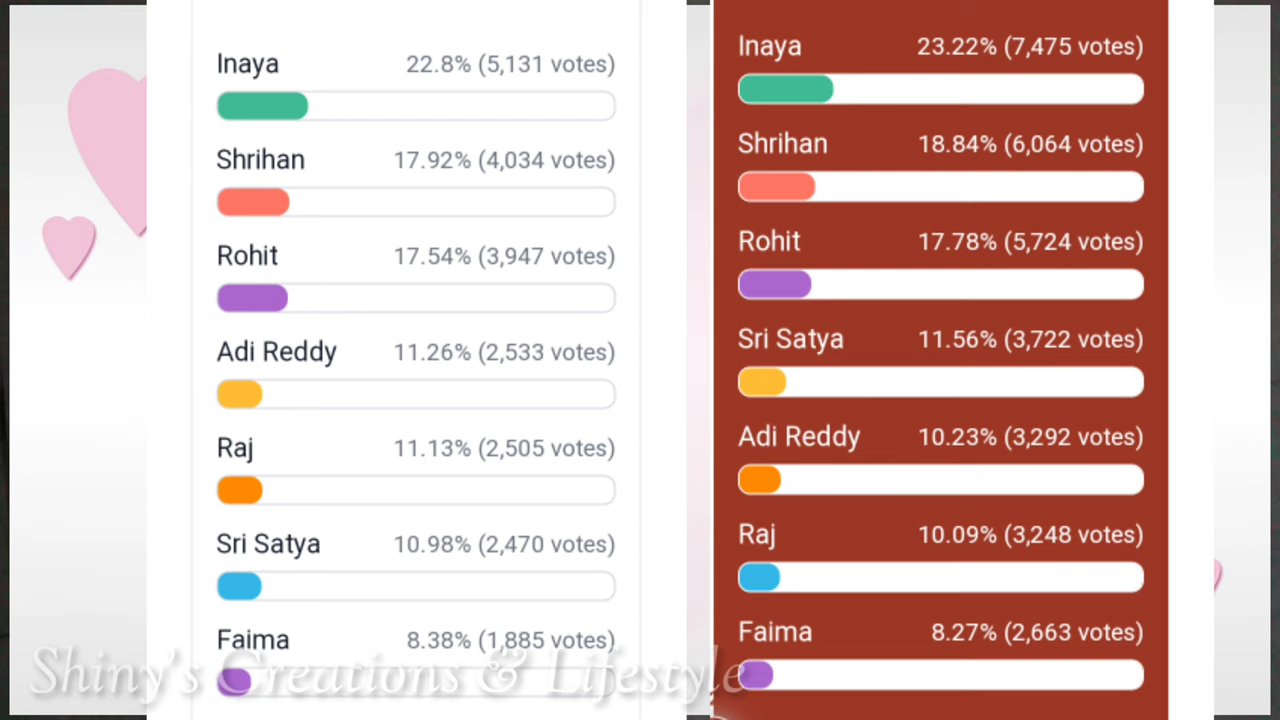 Inaya 22.8% (5,131 votes)
Shrihan 17.92% (4,034 votes)
Rohit 17.54% (3,947 votes)
Adi Reddy 11.26% (2,533 votes)
Raj 11.13% (2,505 votes)
Sri Satya 10.98% (2,470 votes)
Faima 8.38% (1,885 votes)
Inaya 23.22% (7,475 votes)
Shrihan 18.84% (6,064 votes)
Rohit 17.78% (5,724 votes)
Sri Satya 11.56% (3,722 votes)
Adi Reddy 10.23% (3,292 votes)
Raj 10.09% (3,248 votes)
Faima 8.27% (2,663 votes)
Shiny's Creations & Lifestyle